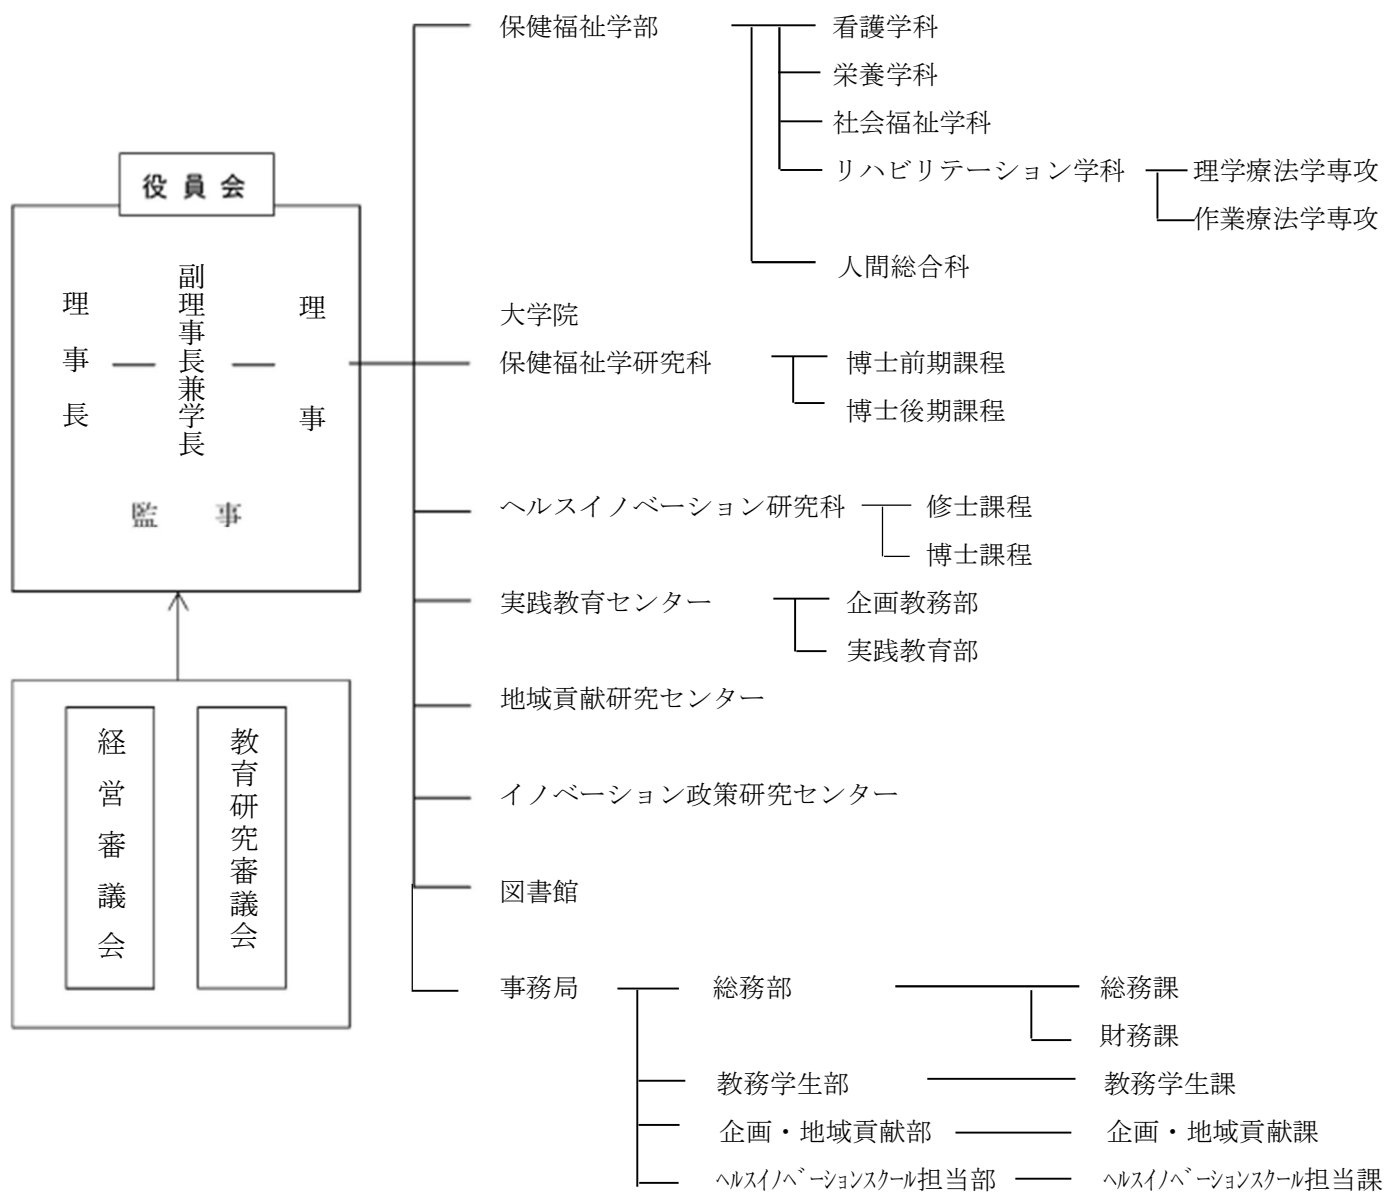 役員会
理事長
副理事長兼学長
理事
監事
経営審議会
教育研究審議会
保健福祉学部
看護学科
栄養学科
社会福祉学科
リハビリテーション学科
理学療法学専攻
作業療法学専攻
人間総合科
大学院
保健福祉学研究科
博士前期課程
博士後期課程
ヘルスイノベーション研究科
修士課程
博士課程
実践教育センター
企画教務部
実践教育部
地域貢献研究センター
イノベーション政策研究センター
図書館
事務局
総務部
総務課
財務課
教務学生部
教務学生課
企画・地域貢献部
企画・地域貢献課
ﾍﾙｽｲﾉﾍﾞｰｼｮﾝｽｸｰﾙ担当部
ﾍﾙｽｲﾉﾍﾞｰｼｮﾝｽｸｰﾙ担当課